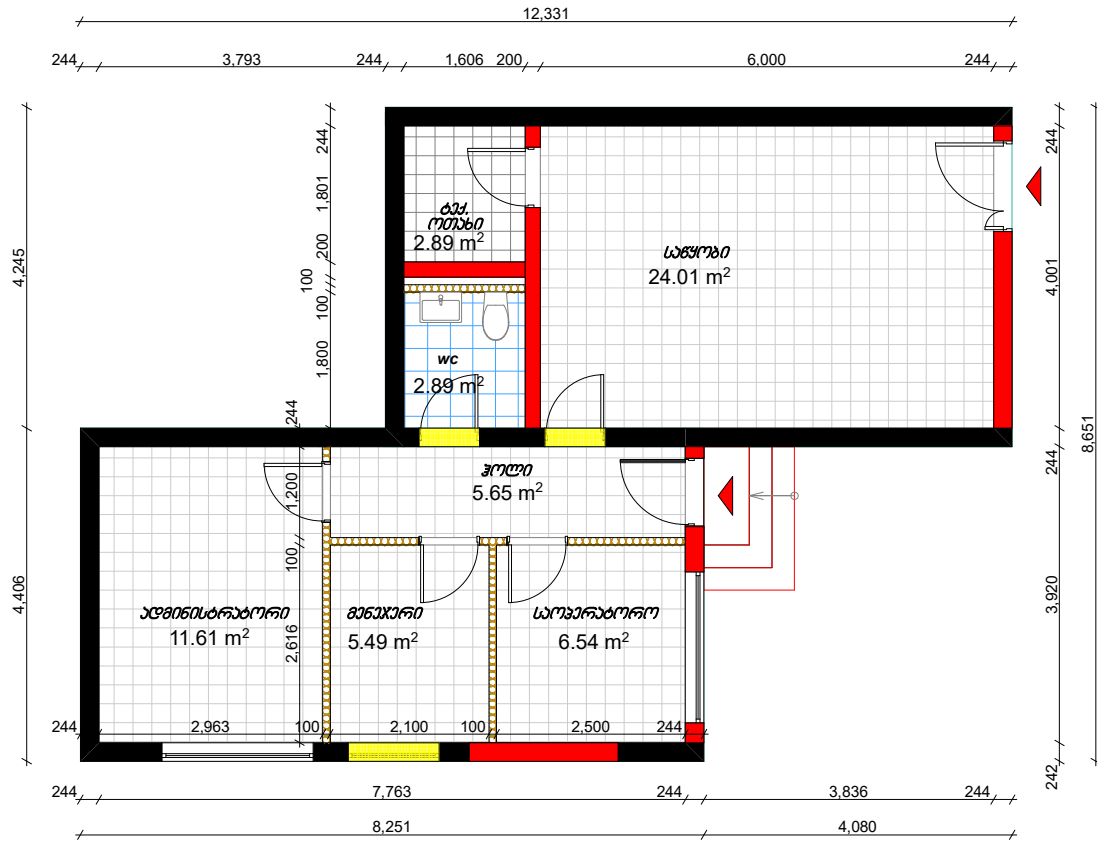 12,331
244
3,793
244
1,606
200
6,000
244
244
1,801
200
100
100
1,800
244
4,245
4,406
ტექ.
ოთახი
2.89 m²
საწყობი
24.01 m²
wc
2.89 m²
ჰოლი
5.65 m²
ადმინისტრატორი
11.61 m²
მენეჯერი
5.49 m²
საოპერატორო
6.54 m²
1,200
100
2,616
244
2,963
100
2,100
100
2,500
244
244
4,001
244
3,920
242
8,651
244
7,763
244
3,836
244
8,251
4,080